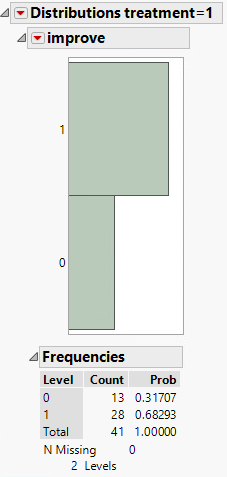 Distributions treatment=1
improve
1
0
Frequencies
Level Count Prob
0 13 0.31707
1 28 0.68293
Total 41 1.00000
N Missing 0
2 Levels